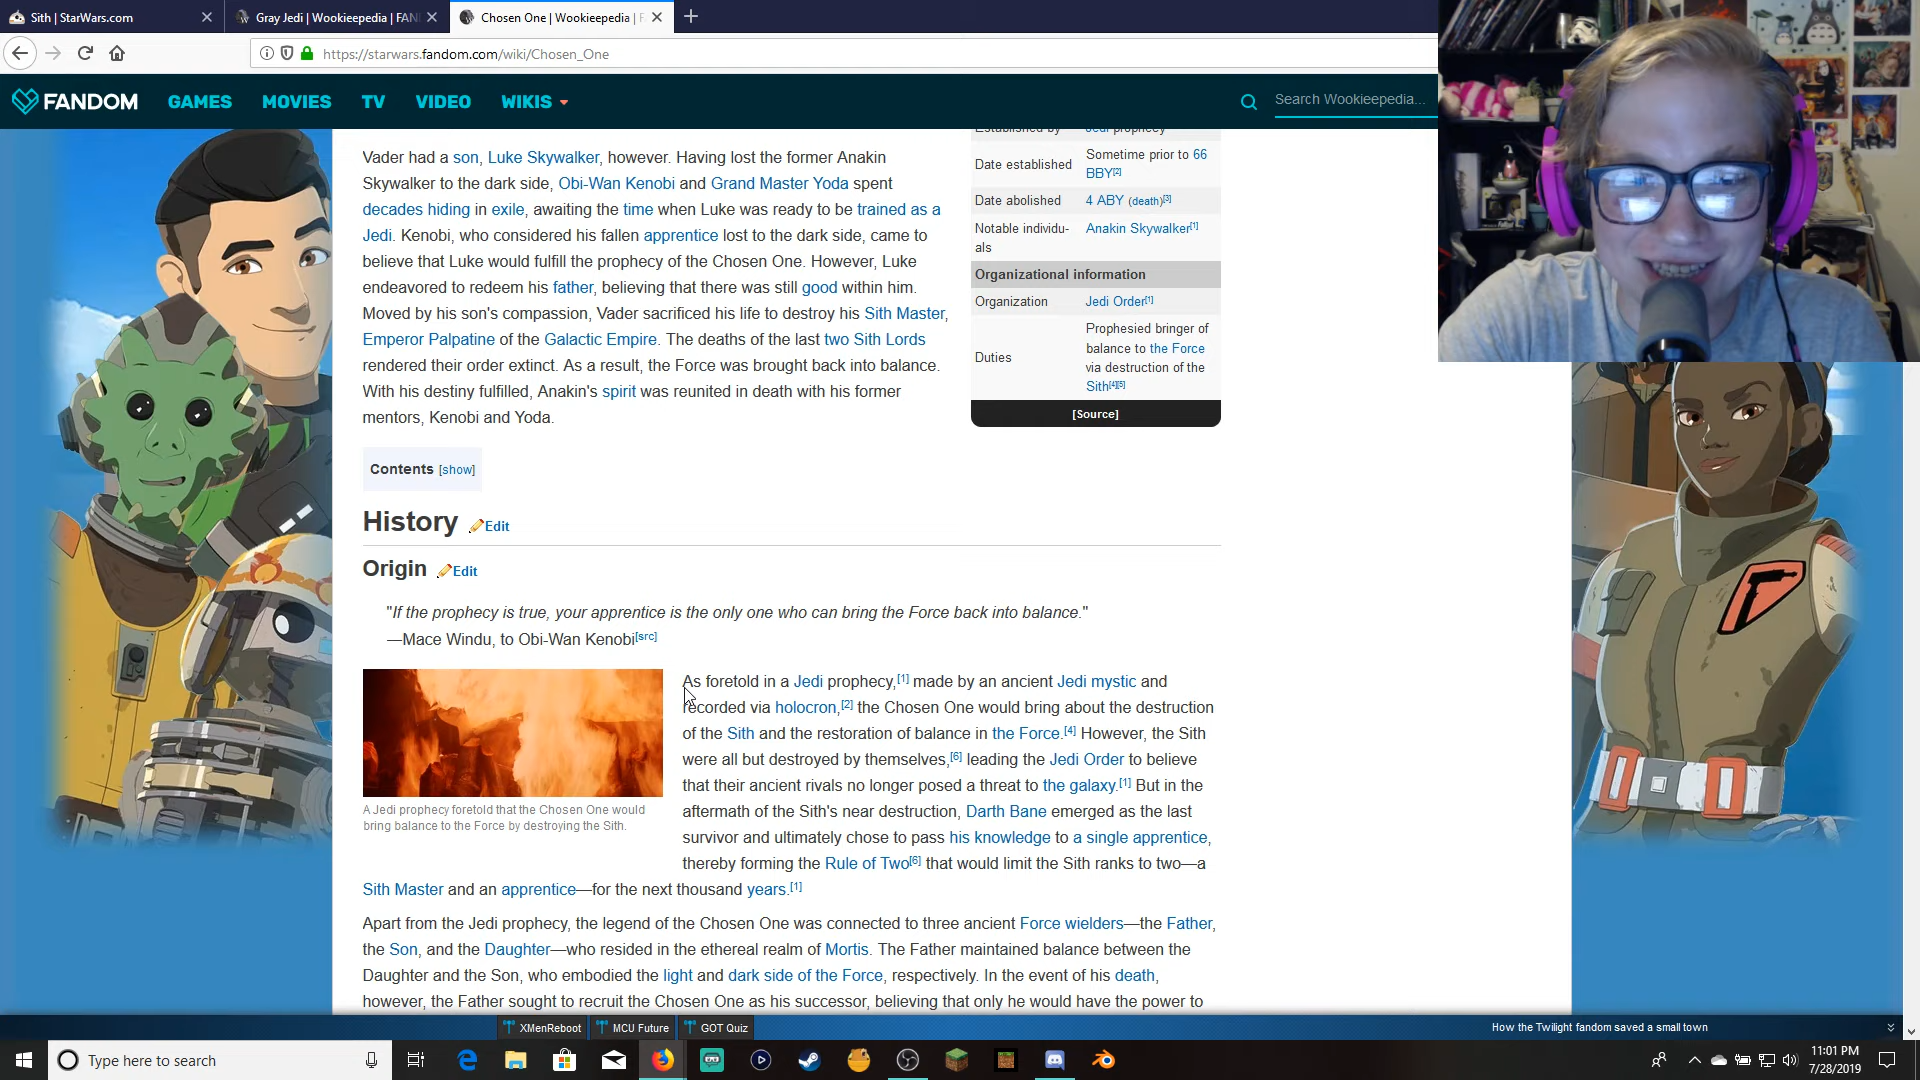 Sith | StarWars.com
Gray Jedi | Wookieepedia | FAN
Chosen One | Wookieepedia | F
https://starwars.fandom.com/wiki/Chosen_One
FANDOM GAMES MOVIES TV VIDEO WIKIS
Search Wookieepedia...
Vader had a son, Luke Skywalker, however. Having lost the former Anakin
Skywalker to the dark side, Obi-Wan Kenobi and Grand Master Yoda spent
decades hiding in exile, awaiting the time when Luke was ready to be trained as a
Jedi. Kenobi, who considered his fallen apprentice lost to the dark side, came to
believe that Luke would fulfill the prophecy of the Chosen One. However, Luke
endeavored to redeem his father, believing that there was still good within him.
Moved by his son's compassion, Vader sacrificed his life to destroy his Sith Master,
Emperor Palpatine of the Galactic Empire. The deaths of the last two Sith Lords
rendered their order extinct. As a result, the Force was brought back into balance.
With his destiny fulfilled, Anakin's spirit was reunited in death with his former
mentors, Kenobi and Yoda.
Established by Jedi prophecy
Date established Sometime prior to 66
BBY[2]
Date abolished 4 ABY (death)[3]
Notable individu-
als Anakin Skywalker[1]
Organizational information
Organization Jedi Order[1]
Duties Prophesied bringer of
balance to the Force
via destruction of the
Sith[4][5]
[Source]
Contents [show]
History Edit
Origin Edit
"If the prophecy is true, your apprentice is the only one who can bring the Force back into balance."
—Mace Windu, to Obi-Wan Kenobi[src]
A Jedi prophecy foretold that the Chosen One would
bring balance to the Force by destroying the Sith.
As foretold in a Jedi prophecy,[1] made by an ancient Jedi mystic and
recorded via holocron,[2] the Chosen One would bring about the destruction
of the Sith and the restoration of balance in the Force.[4] However, the Sith
were all but destroyed by themselves,[6] leading the Jedi Order to believe
that their ancient rivals no longer posed a threat to the galaxy.[1] But in the
aftermath of the Sith's near destruction, Darth Bane emerged as the last
survivor and ultimately chose to pass his knowledge to a single apprentice,
thereby forming the Rule of Two[6] that would limit the Sith ranks to two—a
Sith Master and an apprentice—for the next thousand years.[1]
Apart from the Jedi prophecy, the legend of the Chosen One was connected to three ancient Force wielders—the Father,
the Son, and the Daughter—who resided in the ethereal realm of Mortis. The Father maintained balance between the
Daughter and the Son, who embodied the light and dark side of the Force, respectively. In the event of his death,
however, the Father sought to recruit the Chosen One as his successor, believing that only he would have the power to
XMenReboot MCU Future GOT Quiz
How the Twilight fandom saved a small town
Type here to search
11:01 PM
7/28/2019